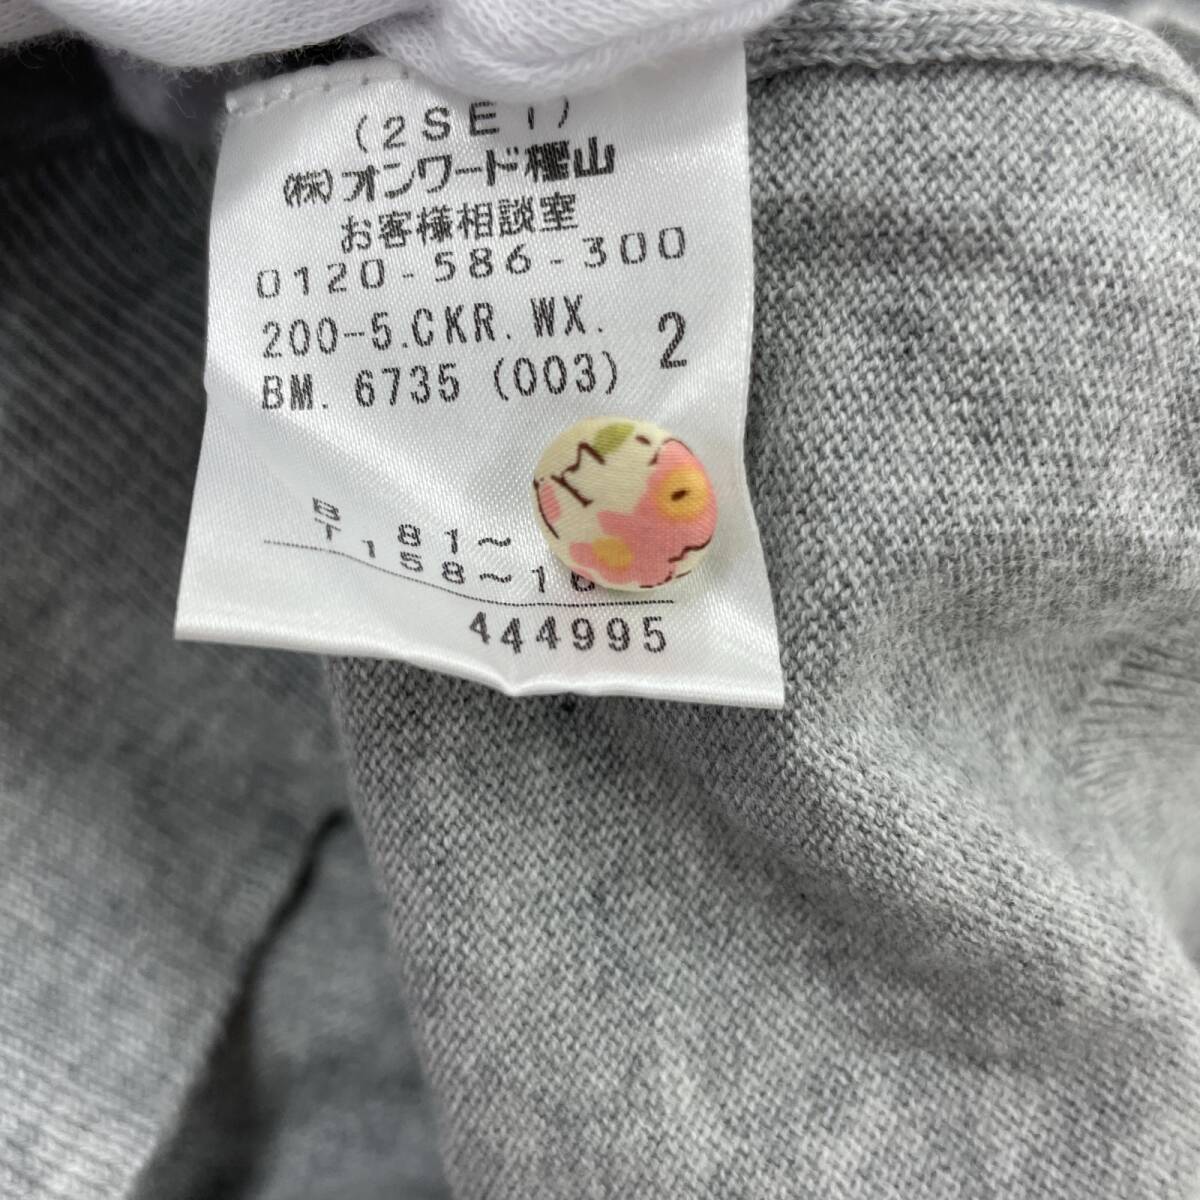 (2SET)
(株)オンワード樫山
お客様相談室
0120-586-300
200-5.CKR.WX.
BM. 6735 (003) 2
B 81~
T 158~16
444995